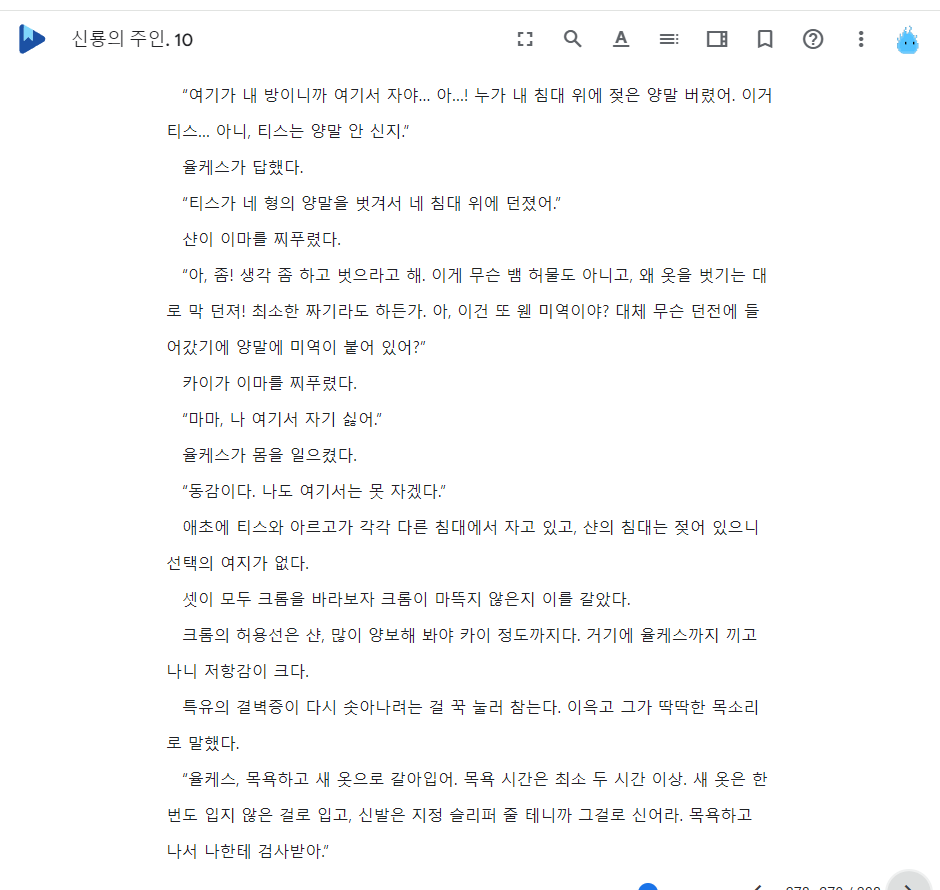 신룡의 주인. 10
"여기가 내 방이니까 여기서 자야... 아...! 누가 내 침대 위에 젖은 양말 버렸어. 이거
티스... 아니, 티스는 양말 안 신지."
율케스가 답했다.
"티스가 네 형의 양말을 벗겨서 네 침대 위에 던졌어."
샨이 이마를 찌푸렸다.
"아, 좀! 생각 좀 하고 벗으라고 해. 이게 무슨 뱀 허물도 아니고, 왜 옷을 벗기는 대
로 막 던져! 최소한 짜기라도 하든가. 아, 이건 또 웬 미역이야? 대체 무슨 던전에 들
어갔기에 양말에 미역이 붙어 있어?"
카이가 이마를 찌푸렸다.
"마마, 나 여기서 자기 싫어."
율케스가 몸을 일으켰다.
"동감이다. 나도 여기서는 못 자겠다."
애초에 티스와 아르고가 각각 다른 침대에서 자고 있고, 샨의 침대는 젖어 있으니
선택의 여지가 없다.
셋이 모두 크롬을 바라보자 크롬이 마뜩지 않은지 이를 갈았다.
크롬의 허용선은 샨, 많이 양보해 봐야 카이 정도까지다. 거기에 율케스까지 끼고
나니 저항감이 크다.
특유의 결벽증이 다시 솟아나려는 걸 꾹 눌러 참는다. 이윽고 그가 딱딱한 목소리
로 말했다.
"율케스, 목욕하고 새 옷으로 갈아입어. 목욕 시간은 최소 두 시간 이상. 새 옷은 한
번도 입지 않은 걸로 입고, 신발은 지정 슬리퍼 줄 테니까 그걸로 신어라. 목욕하고
나서 나한테 검사받아."